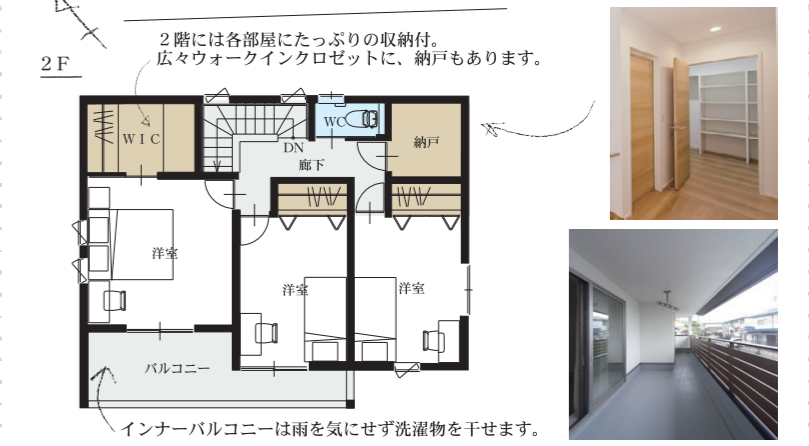 2階には各部屋にたっぷりの収納付。
広々ウォークインクロゼットに、納戸もあります。
2F
WIC
WC
納戸
DN
廊下
洋室
洋室
洋室
バルコニー
インナーバルコニーは雨を気にせず洗濯物を干せます。